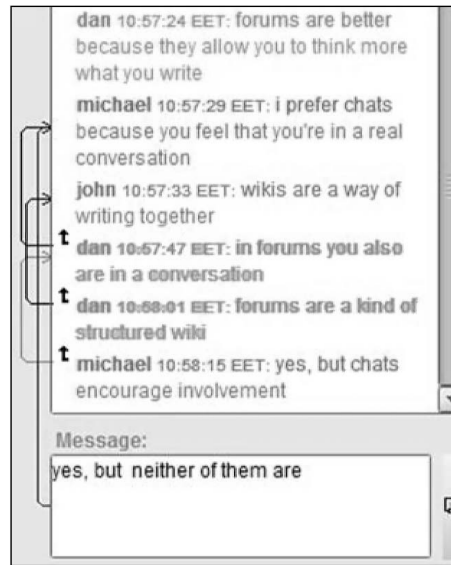 dan 10:57:24 EET: forums are better
because they allow you to think more
what you write
michael 10:57:29 EET: i prefer chats
because you feel that you're in a real
conversation
john 10:57:33 EET: wikis are a way of
writing together
dan 10:57:47 EET: in forums you also
are in a conversation
dan 10:58:01 EET: forums are a kind of
structured wiki
michael 10:58:15 EET: yes, but chats
encourage involvement
Message:
yes, but neither of them are